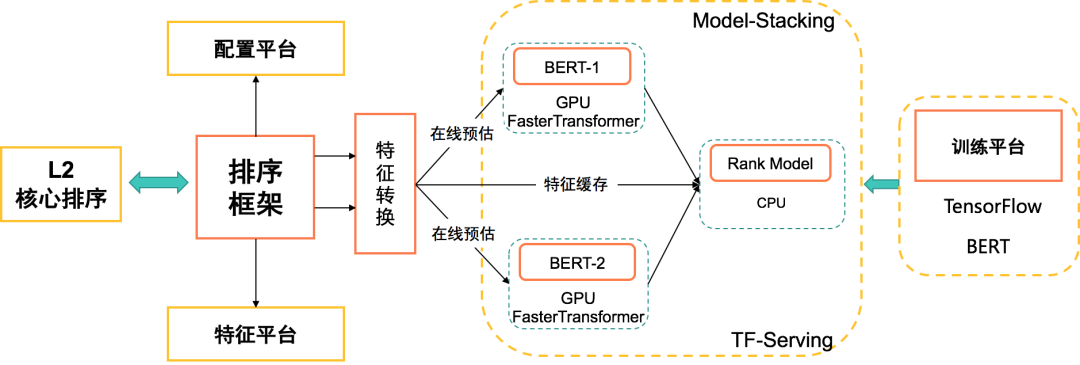 Model-Stacking
配置平台
BERT-1
GPU
FasterTransformer
在线预估
L2
核心排序
排序
框架
特
征
转
换
特征缓存
Rank Model
CPU
训练平台
TensorFlow
BERT
在线预估
BERT-2
GPU
FasterTransformer
特征平台
TF-Serving